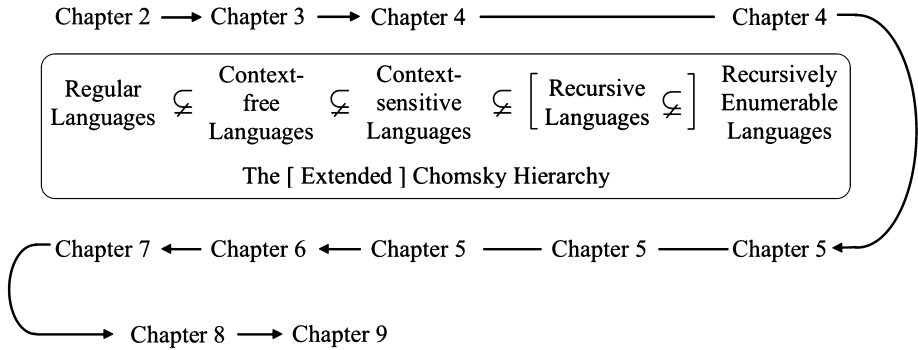 Chapter 2 Chapter 3 Chapter 4 Chapter 4
Regular Languages ⊊ Context-free Languages ⊊ Context-sensitive Languages ⊊ [ Recursive Languages ⊊ ] Recursively Enumerable Languages
The [ Extended ] Chomsky Hierarchy
Chapter 7 Chapter 6 Chapter 5 Chapter 5 Chapter 5
Chapter 8 Chapter 9